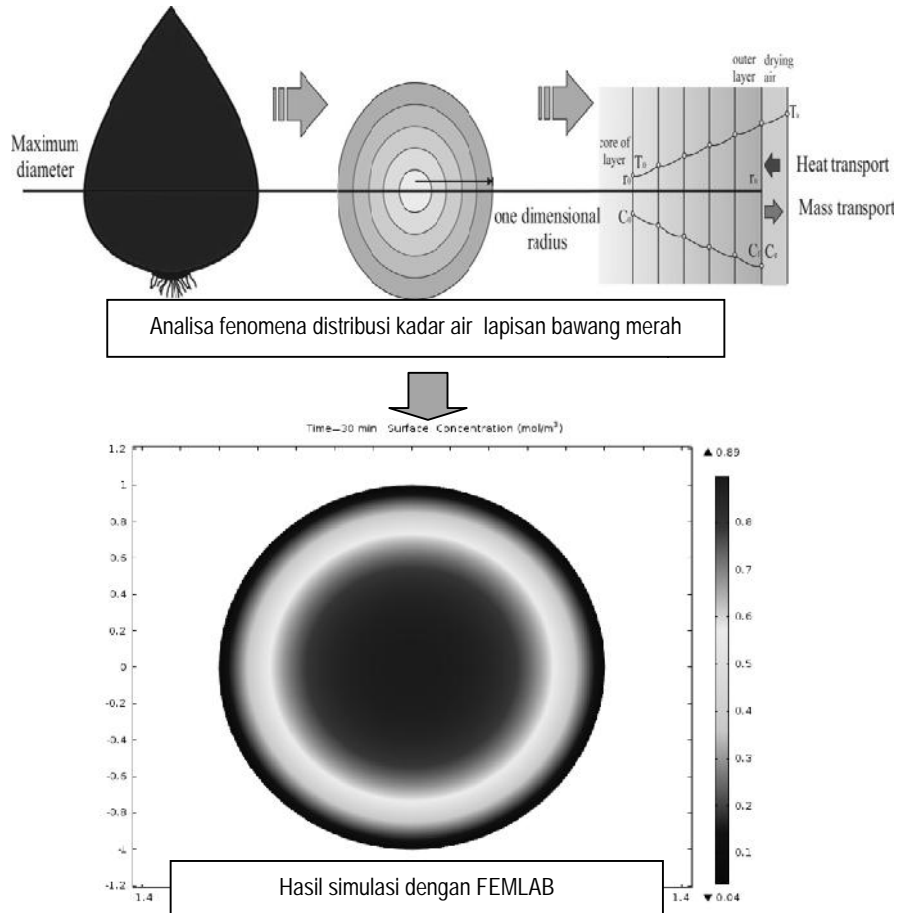 Maximum
diameter
one dimensional
radius
outer
layer
drying
air
core of
layer
T₀
r₀
C₀
Heat transport
Mass transport
Analisa fenomena distribusi kadar air lapisan bawang merah
Time=30 min Surface: Concentration (mol/m³)
1.2
1
0.8
0.6
0.4
0.2
0
-0.2
-0.4
-0.6
-0.8
-1
-1.2
1.4
1.4
▲ 0.89
0.8
0.7
0.6
0.5
0.4
0.3
0.2
0.1
▼ 0.04
Hasil simulasi dengan FEMLAB